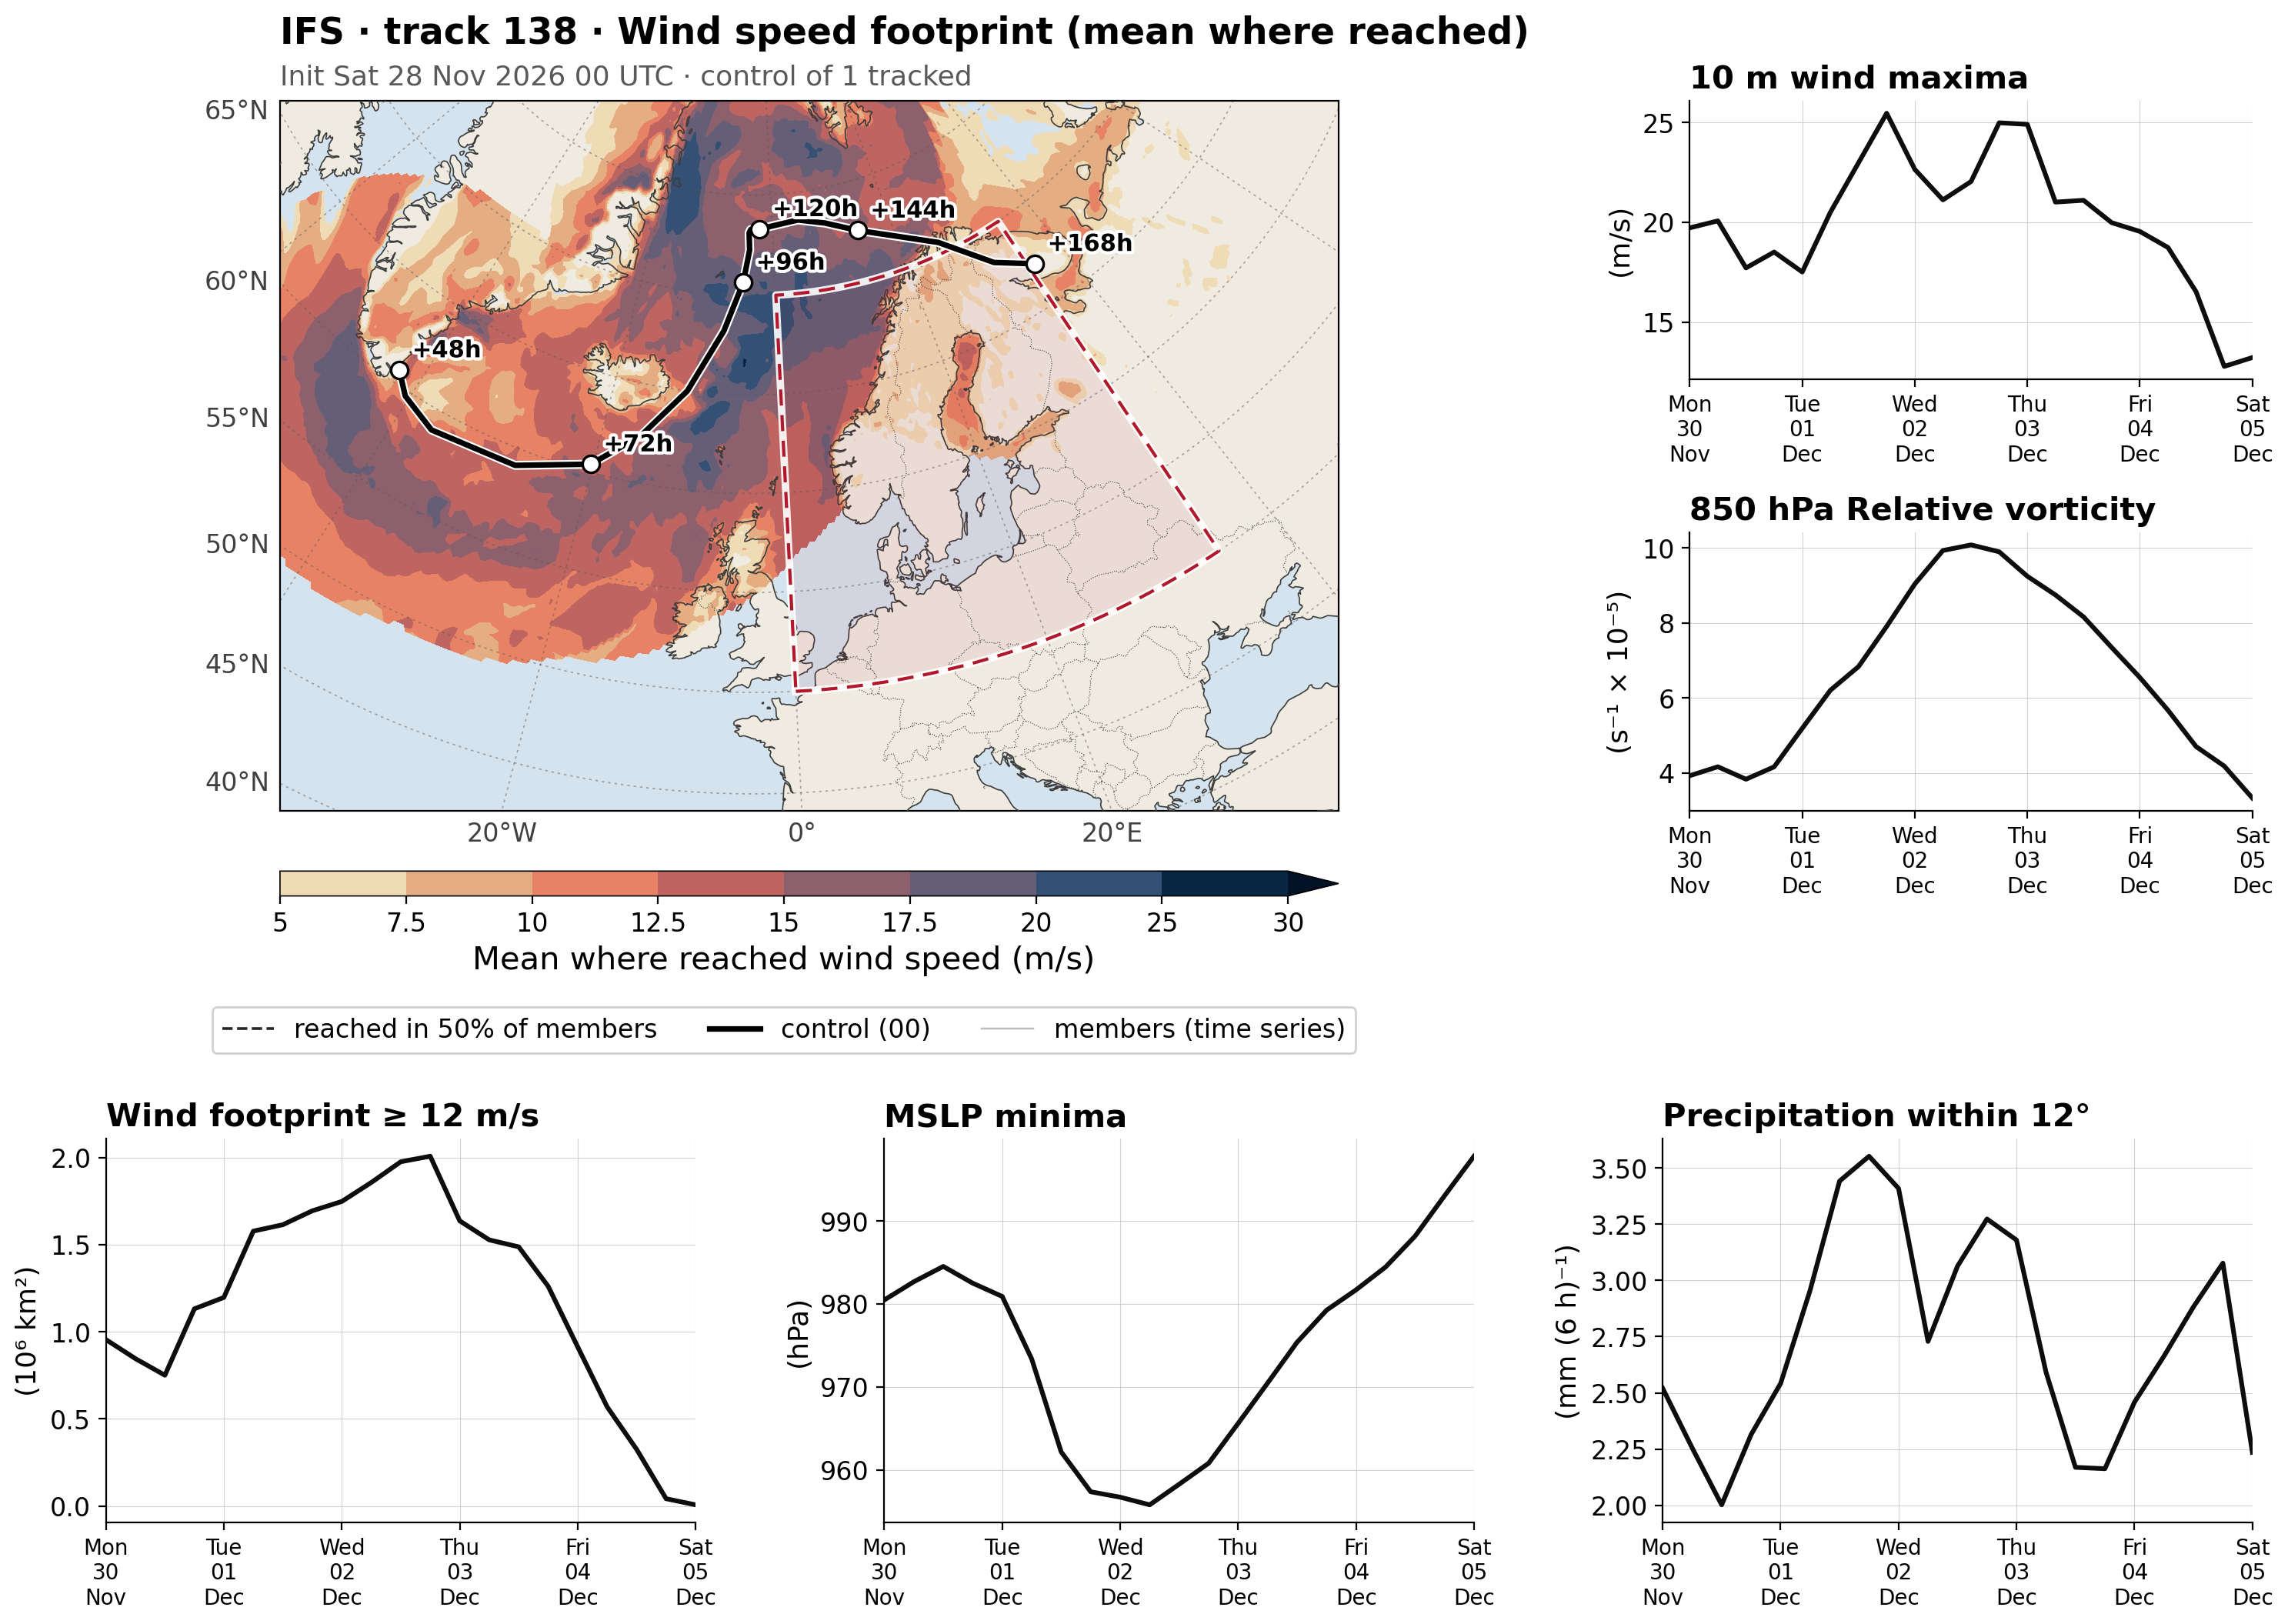 IFS · track 138 · Wind speed footprint (mean where reached)
Init Sat 28 Nov 2026 00 UTC · control of 1 tracked
65°N
60°N
55°N
50°N
45°N
40°N
20°W
0°
20°E
+48h
+72h
+96h
+120h
+144h
+168h
5
7.5
10
12.5
15
17.5
20
25
30
Mean where reached wind speed (m/s)
reached in 50% of members
control (00)
members (time series)
10 m wind maxima
(m/s)
25
20
15
Mon
30
Nov
Tue
01
Dec
Wed
02
Dec
Thu
03
Dec
Fri
04
Dec
Sat
05
Dec
850 hPa Relative vorticity
(s⁻¹ × 10⁻⁵)
10
8
6
4
Mon
30
Nov
Tue
01
Dec
Wed
02
Dec
Thu
03
Dec
Fri
04
Dec
Sat
05
Dec
Wind footprint ≥ 12 m/s
(10⁶ km²)
2.0
1.5
1.0
0.5
0.0
Mon
30
Nov
Tue
01
Dec
Wed
02
Dec
Thu
03
Dec
Fri
04
Dec
Sat
05
Dec
MSLP minima
(hPa)
990
980
970
960
Mon
30
Nov
Tue
01
Dec
Wed
02
Dec
Thu
03
Dec
Fri
04
Dec
Sat
05
Dec
Precipitation within 12°
(mm (6 h)⁻¹)
3.50
3.25
3.00
2.75
2.50
2.25
2.00
Mon
30
Nov
Tue
01
Dec
Wed
02
Dec
Thu
03
Dec
Fri
04
Dec
Sat
05
Dec